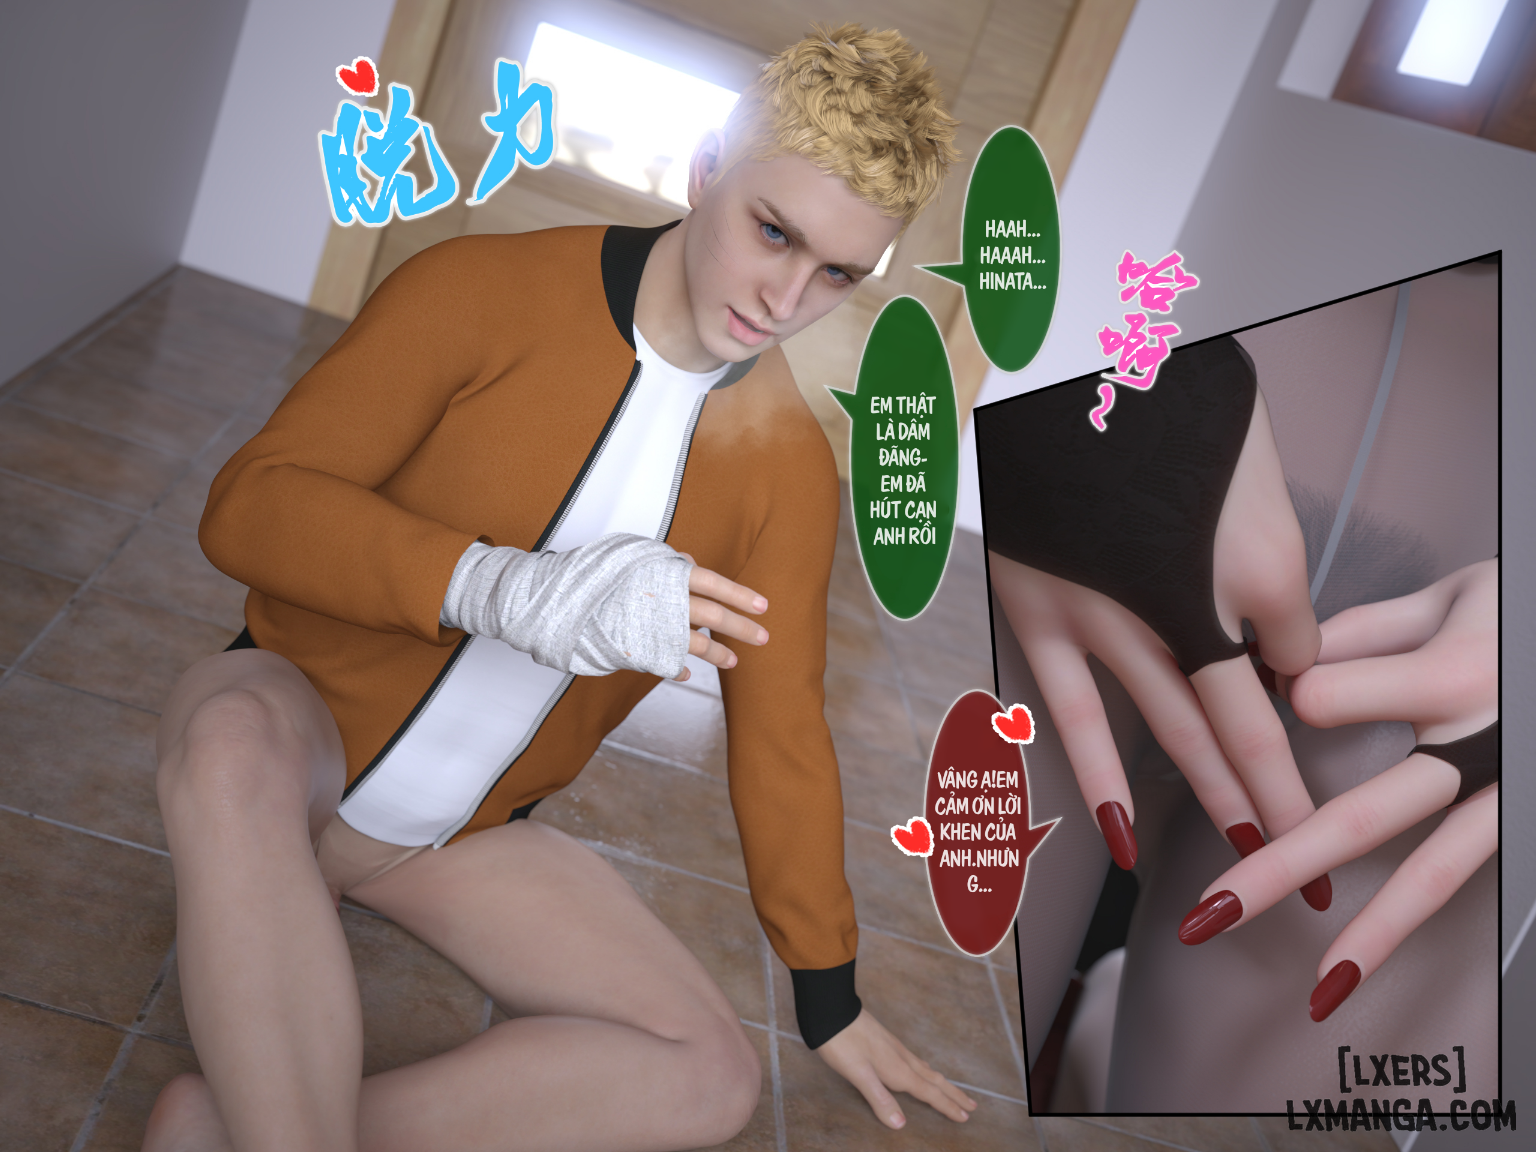 脱力
HAAH...
HAAAH...
HINATA...
哈
啊
~
EM THẬT
LÀ DÂM
ĐÃNG-
EM ĐÃ
HÚT CẠN
ANH RỒI
VÂNG Ạ!EM
CẢM ƠN LỜI
KHEN CỦA
ANH.NHƯN
G...
[LXERS]
LXMANGA.COM